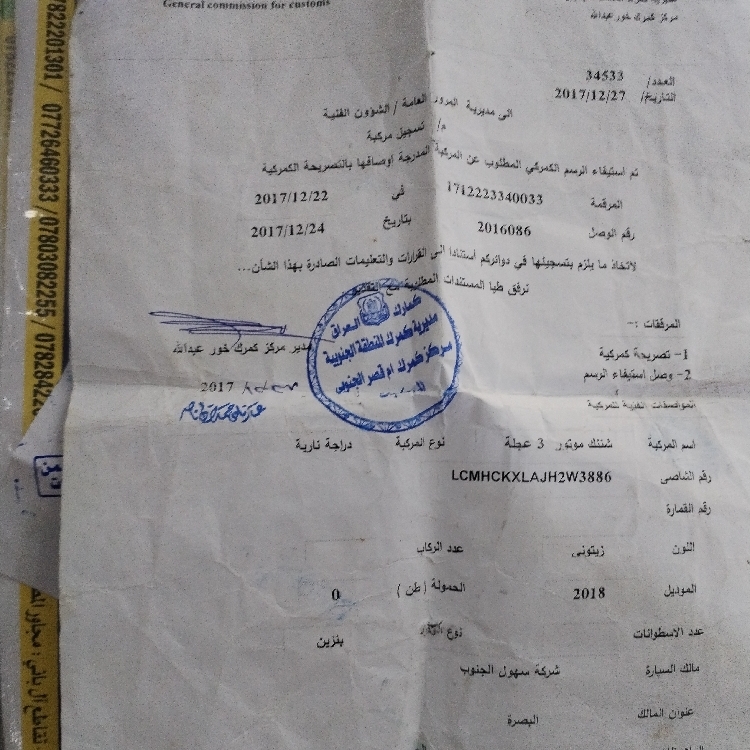 General commission for customs
مركز كمرك خور عبدالله
العدد/ 34533
التاريخ/ 2017/12/27
الى مديرية المرور العامة / الشؤون الفنية
م/ تسجيل مركبة
تم استيفاء الرسم الكمركي المطلوب عن المركبة المدرجة اوصافها بالتصريحة الكمركية
المرقمة 1712223340033 في 2017/12/22
رقم الوصل 2016086 بتاريخ 2017/12/24
لاتخاذ ما يلزم بتسجيلها في دوائركم أستنادا الى القرارات والتعليمات الصادرة بهذا الشأن...
نرفق طيا المستندات المطلوبة مع التقدير
المرفقات :-
1- تصريحة كمركية
2- وصل استيفاء الرسم
مدير مركز كمرك خور عبدالله
2017
كمارك العراق
مديرية كمرك المنطقة الجنوبية
مركز كمرك ام قصر الجنوبي
المواصفات الفنية للمركبة
اسم المركبة شننك موتور 3 عجلة نوع المركبة دراجة نارية
رقم الشاصي LCMHCKXLAJH2W3886
رقم القمارة
اللون زيتوني عدد الركاب
الموديل 2018 الحمولة (طن) 0
عدد الاسطوانات نوع بنزين
مالك السيارة شركة سهول الجنوب
عنوان المالك البصرة
07822201301 / 07726460333 / 07803082255 /